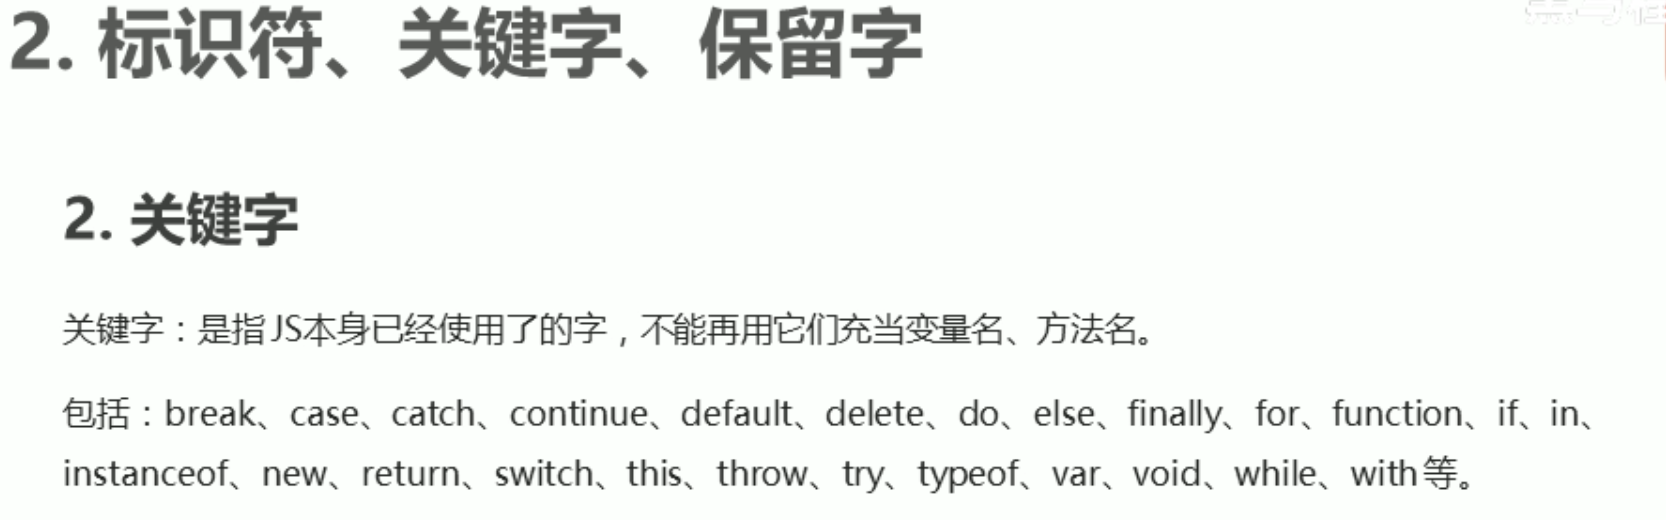 2. 标识符、关键字、保留字
2. 关键字
关键字：是指JS本身已经使用了的字，不能再用它们充当变量名、方法名。
包括：break、case、catch、continue、default、delete、do、else、finally、for、function、if、in、
instanceof、new、return、switch、this、throw、try、typeof、var、void、while、with等。